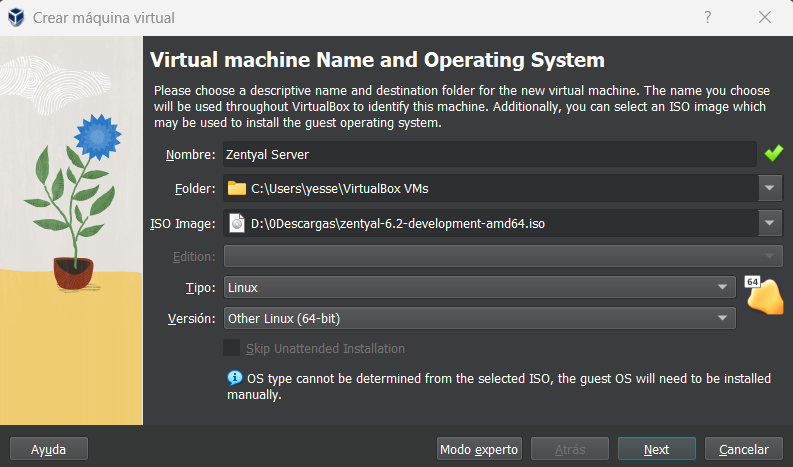 Crear máquina virtual
?
Virtual machine Name and Operating System
Please choose a descriptive name and destination folder for the new virtual machine. The name you choose
will be used throughout VirtualBox to identify this machine. Additionally, you can select an ISO image which
may be used to install the guest operating system.
Nombre: Zentyal Server
Folder: C:\Users\yesse\VirtualBox VMs
ISO Image: D:\0Descargas\zentyal-6.2-development-amd64.iso
Edition:
Tipo: Linux
64
Versión: Other Linux (64-bit)
Skip Unattended Installation
OS type cannot be determined from the selected ISO, the guest OS will need to be installed
manually.
Ayuda Modo experto Atrás Next Cancelar